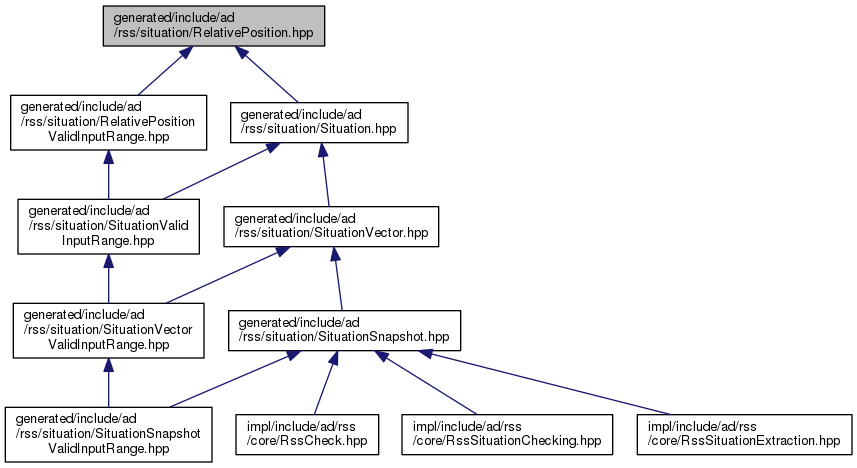 generated/include/ad
/rss/situation/RelativePosition.hpp
generated/include/ad
/rss/situation/RelativePosition
ValidInputRange.hpp
generated/include/ad
/rss/situation/Situation.hpp
generated/include/ad
/rss/situation/SituationValid
InputRange.hpp
generated/include/ad
/rss/situation/SituationVector.hpp
generated/include/ad
/rss/situation/SituationVector
ValidInputRange.hpp
generated/include/ad
/rss/situation/SituationSnapshot.hpp
generated/include/ad
/rss/situation/SituationSnapshot
ValidInputRange.hpp
impl/include/ad/rss
/core/RssCheck.hpp
impl/include/ad/rss
/core/RssSituationChecking.hpp
impl/include/ad/rss
/core/RssSituationExtraction.hpp